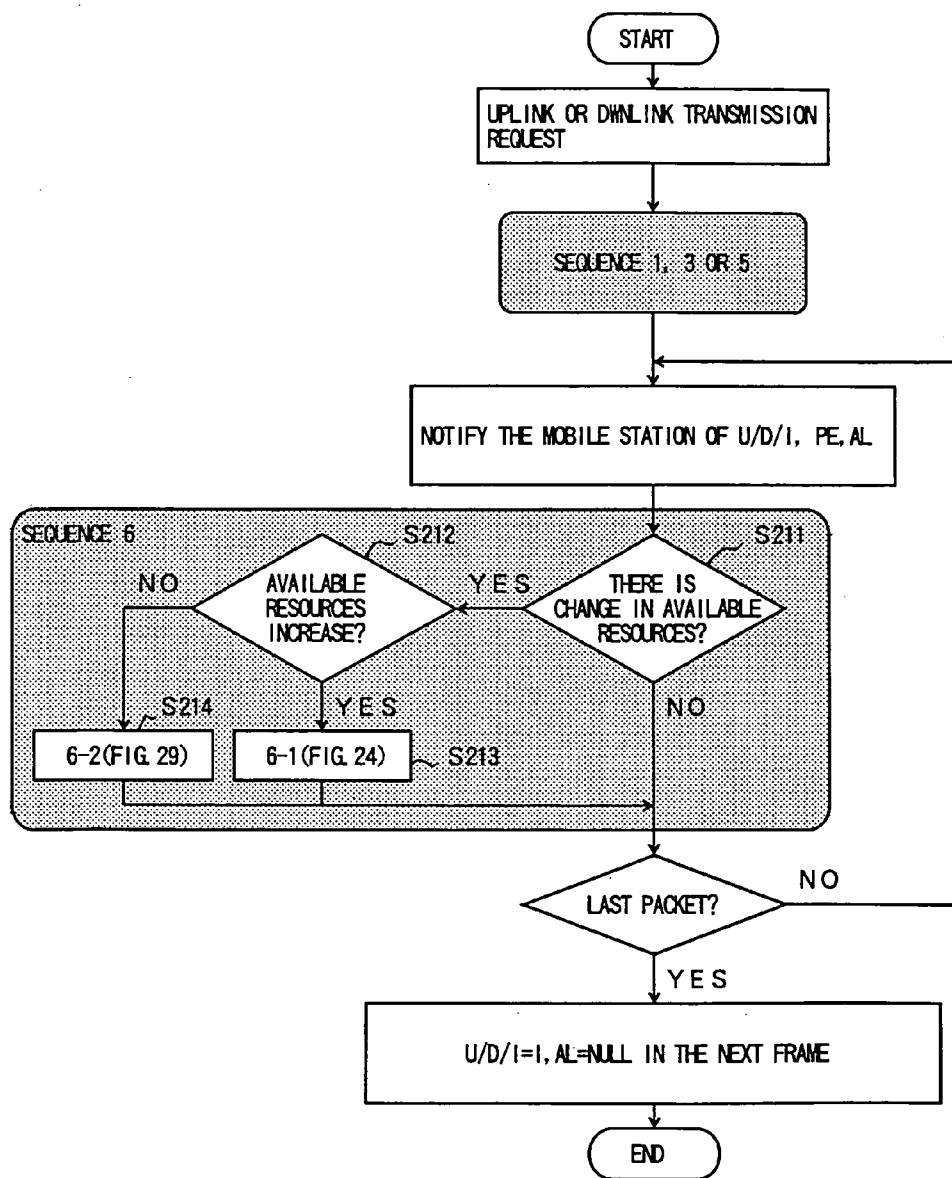 START
UPLINK OR DWNLINK TRANSMISSION
REQUEST
SEQUENCE 1, 3 OR 5
NOTIFY THE MOBILE STATION OF U/D/I, PE, AL
SEQUENCE 6
S212
S211
NO
AVAILABLE
RESOURCES
INCREASE?
YES
THERE IS
CHANGE IN AVAILABLE
RESOURCES?
S214
YES
NO
6-2(FIG. 29)
6-1(FIG. 24)
S213
LAST PACKET?
NO
YES
U/D/I=I, AL=NULL IN THE NEXT FRAME
END